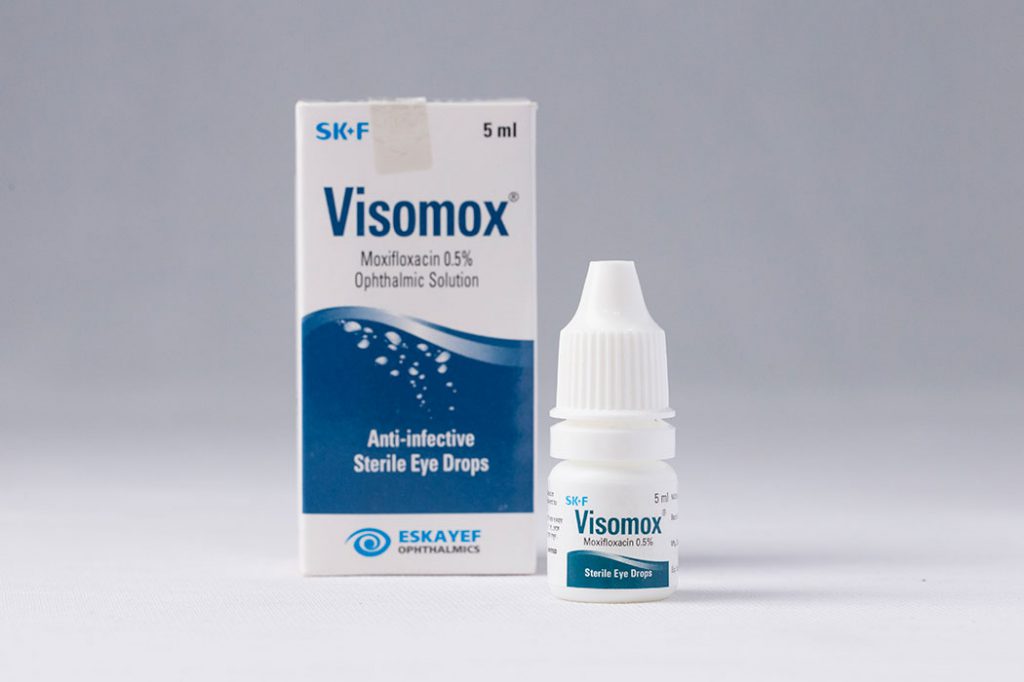 SK+F
5 ml
Visomox®
Moxifloxacin 0.5%
Ophthalmic Solution
Anti-infective
Sterile Eye Drops
ESKAYEF
OPHTHALMICS
SK+F
5 ml
Visomox®
Moxifloxacin 0.5%
Sterile Eye Drops